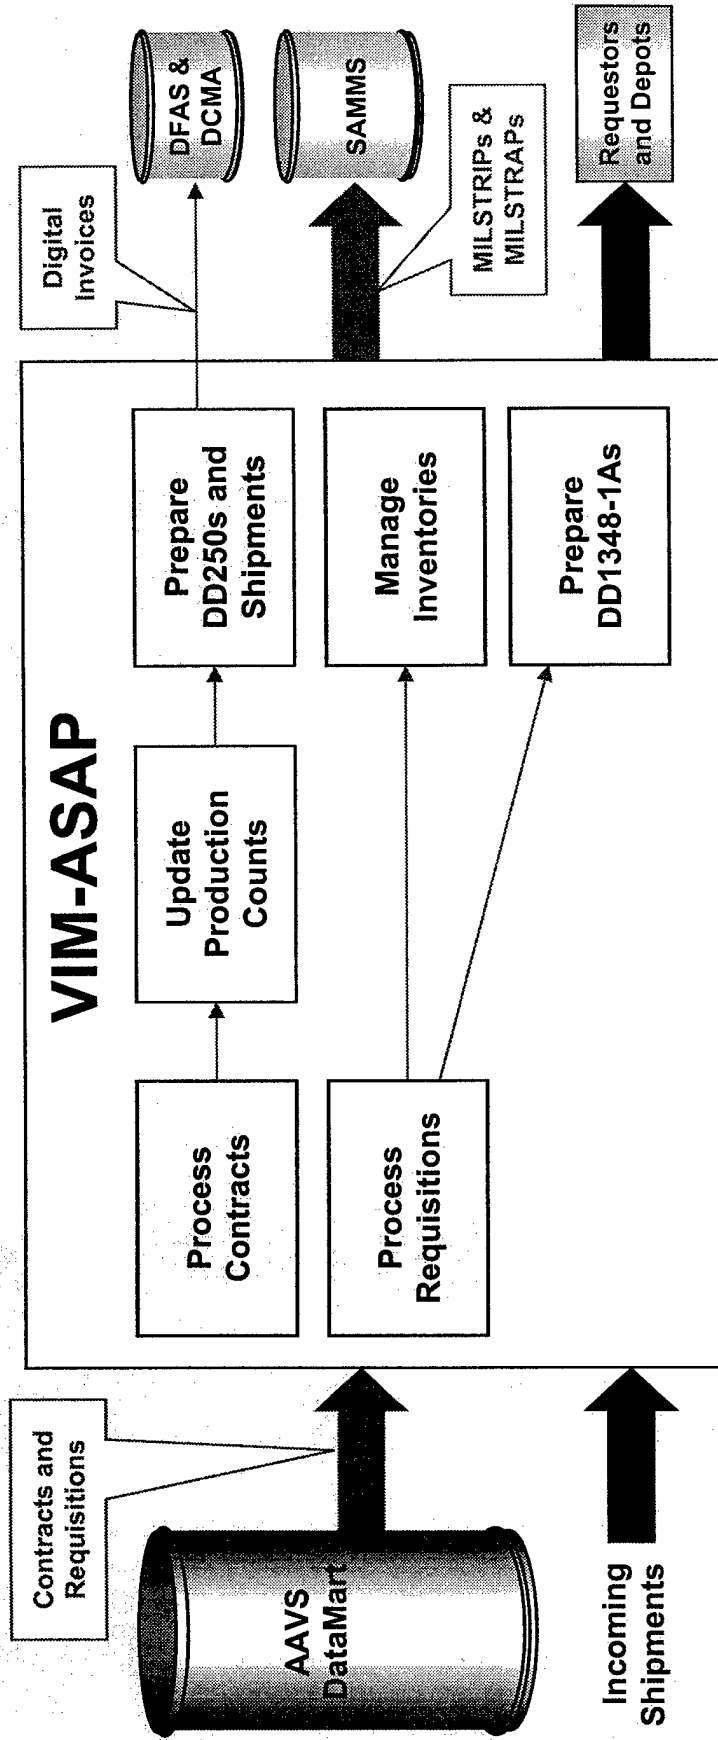 VIM-ASAP
Contracts and
Requisitions
AAVS
DataMart
Incoming
Shipments
Process
Contracts
Update
Production
Counts
Prepare
DD250s and
Shipments
Process
Requisitions
Manage
Inventories
Prepare
DD1348-1As
Digital
Invoices
DFAS &
DCMA
SAMMS
MILSTRIPs &
MILSTRAPs
Requestors
and Depots